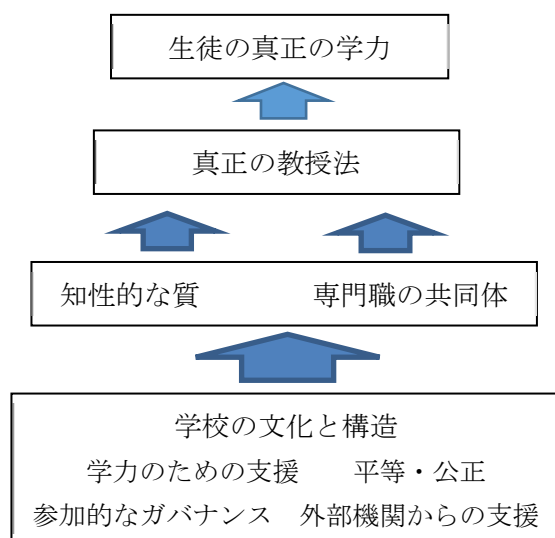 生徒の真正の学力
真正の教授法
知性的な質 専門職の共同体
学校の文化と構造
学力のための支援 平等・公正
参加的なガバナンス 外部機関からの支援